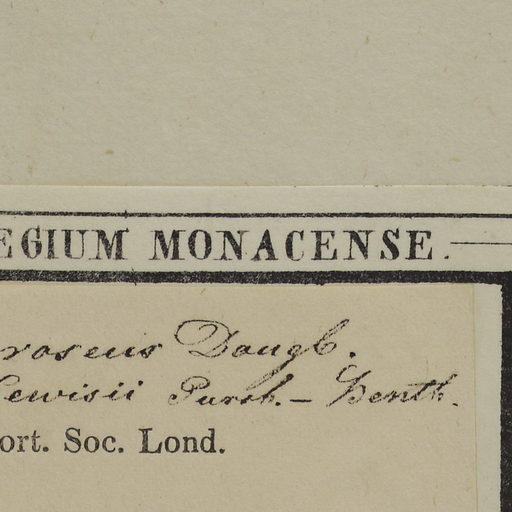 EGIUM MONACENSE.
roseus Dougl.
Lewisii Pursh. – Benth.
ort. Soc. Lond.